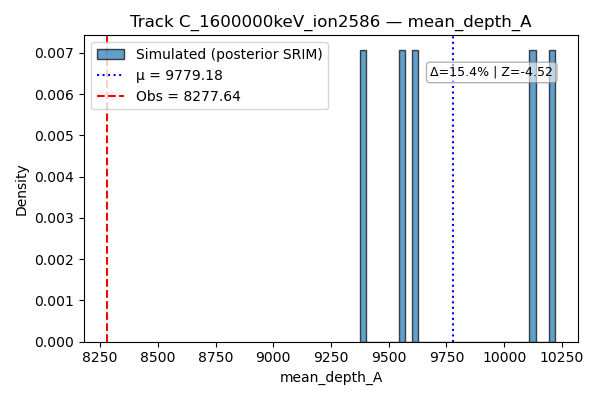 Track C_1600000keV_ion2586 — mean_depth_A
Simulated (posterior SRIM)
μ = 9779.18
Obs = 8277.64
Δ=15.4% | Z=-4.52
Density
0.007
0.006
0.005
0.004
0.003
0.002
0.001
0.000
8250 8500 8750 9000 9250 9500 9750 10000 10250
mean_depth_A